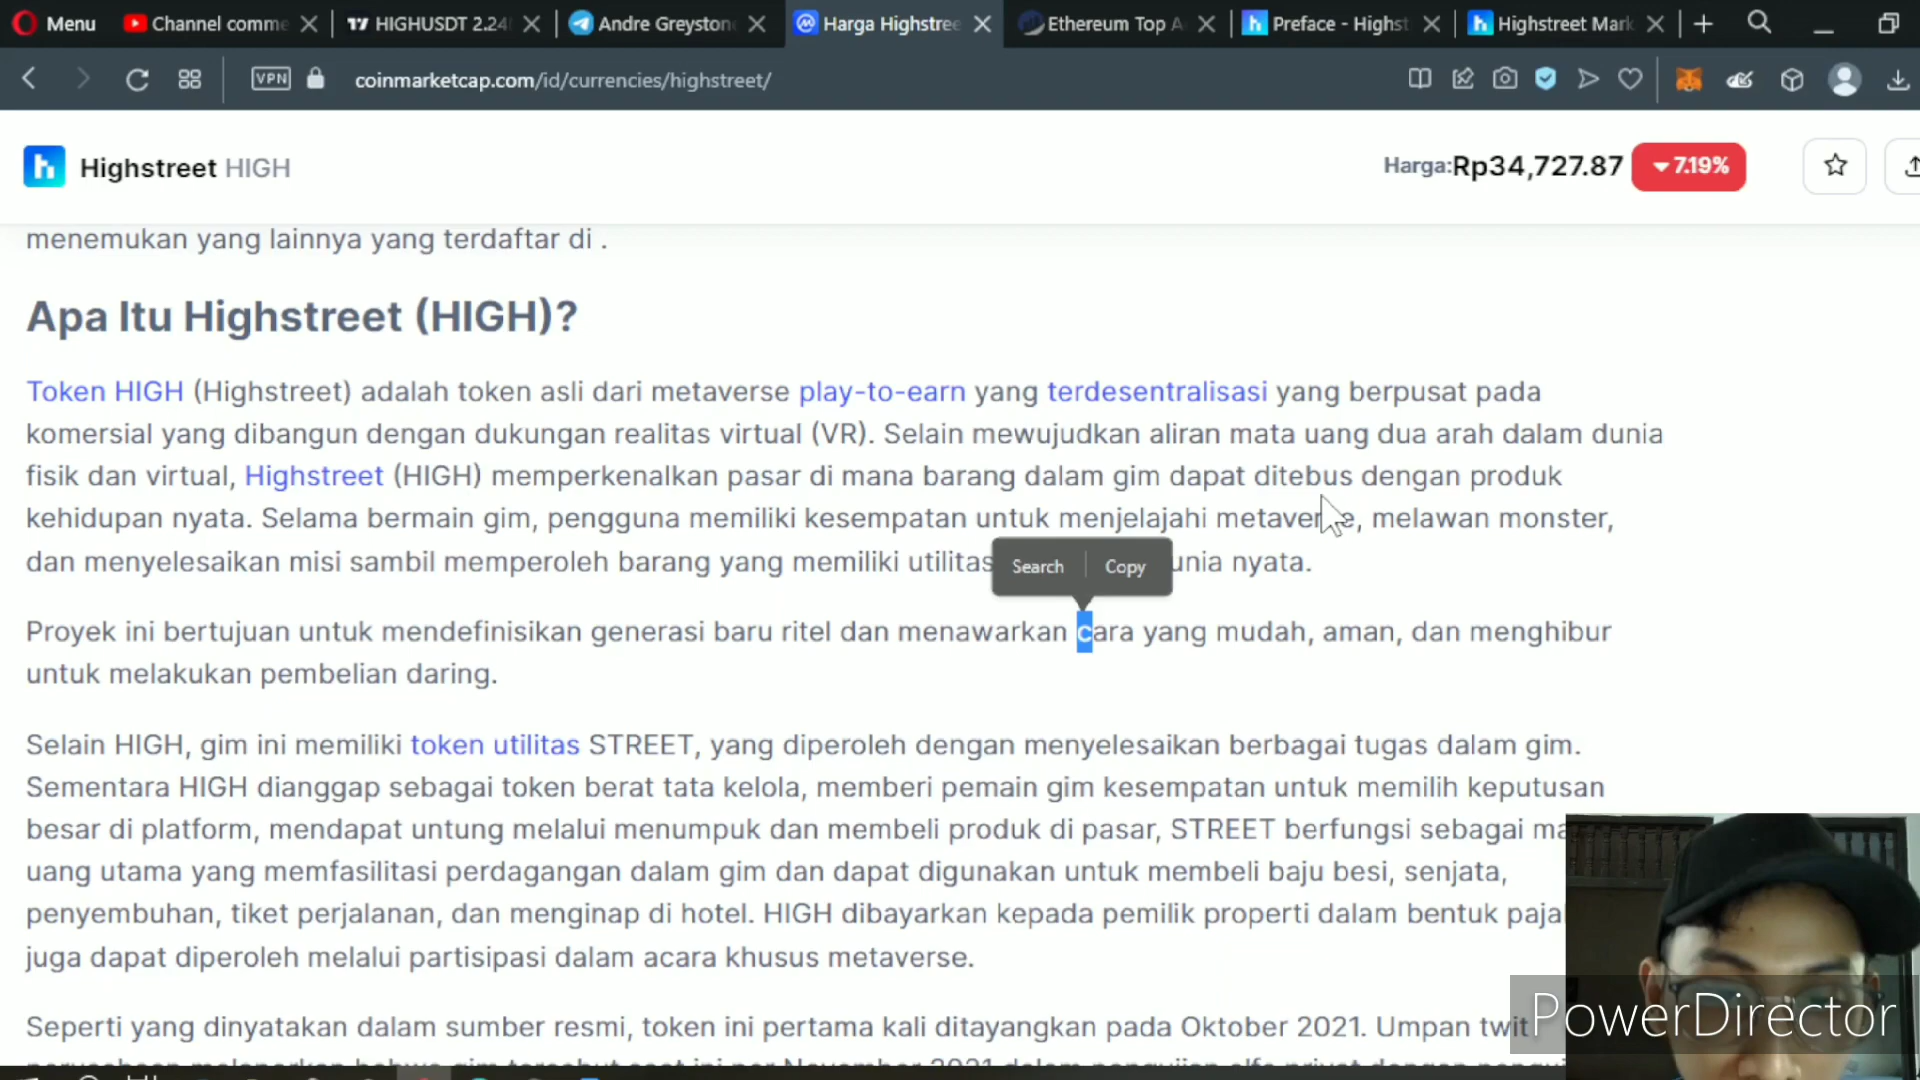 Menu
Channel comme
HIGHUSDT 2.24
Andre Greyston
Harga Highstree
Ethereum Top A
Preface - Highst
Highstreet Mark
VPN
coinmarketcap.com/id/currencies/highstreet/
Highstreet HIGH
Harga:Rp34,727.87
7.19%
menemukan yang lainnya yang terdaftar di .
Apa Itu Highstreet (HIGH)?
Token HIGH (Highstreet) adalah token asli dari metaverse play-to-earn yang terdesentralisasi yang berpusat pada
komersial yang dibangun dengan dukungan realitas virtual (VR). Selain mewujudkan aliran mata uang dua arah dalam dunia
fisik dan virtual, Highstreet (HIGH) memperkenalkan pasar di mana barang dalam gim dapat ditebus dengan produk
kehidupan nyata. Selama bermain gim, pengguna memiliki kesempatan untuk menjelajahi metaverse, melawan monster,
dan menyelesaikan misi sambil memperoleh barang yang memiliki utilitas unia nyata.
Search
Copy
Proyek ini bertujuan untuk mendefinisikan generasi baru ritel dan menawarkan cara yang mudah, aman, dan menghibur
untuk melakukan pembelian daring.
Selain HIGH, gim ini memiliki token utilitas STREET, yang diperoleh dengan menyelesaikan berbagai tugas dalam gim.
Sementara HIGH dianggap sebagai token berat tata kelola, memberi pemain gim kesempatan untuk memilih keputusan
besar di platform, mendapat untung melalui menumpuk dan membeli produk di pasar, STREET berfungsi sebagai ma
uang utama yang memfasilitasi perdagangan dalam gim dan dapat digunakan untuk membeli baju besi, senjata,
penyembuhan, tiket perjalanan, dan menginap di hotel. HIGH dibayarkan kepada pemilik properti dalam bentuk paja
juga dapat diperoleh melalui partisipasi dalam acara khusus metaverse.
Seperti yang dinyatakan dalam sumber resmi, token ini pertama kali ditayangkan pada Oktober 2021. Umpan twit
PowerDirector